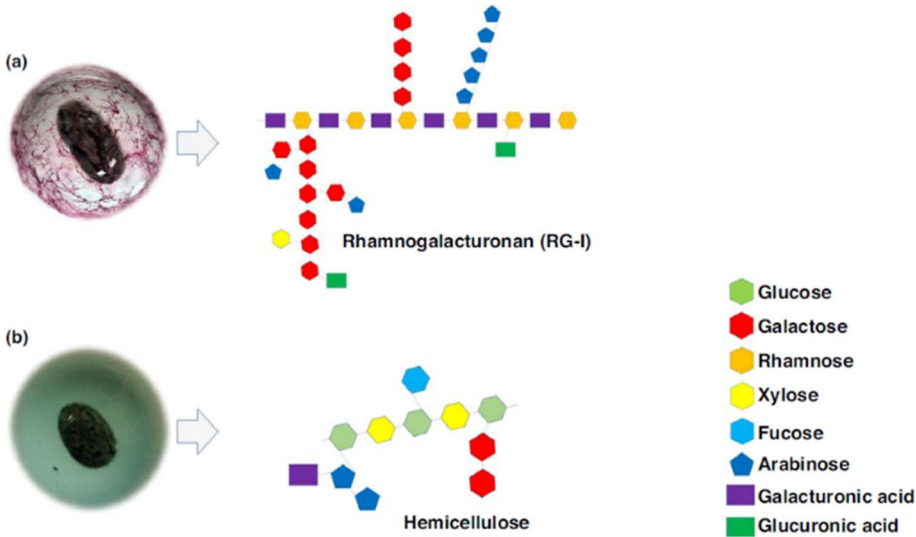 (a)
Rhamnogalacturonan (RG-I)
(b)
Hemicellulose
Glucose
Galactose
Rhamnose
Xylose
Fucose
Arabinose
Galacturonic acid
Glucuronic acid